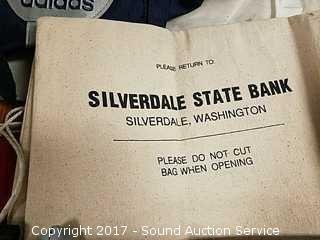 adidas
PLEASE RETURN TO
SILVERDALE STATE BANK
SILVERDALE, WASHINGTON
PLEASE DO NOT CUT
BAG WHEN OPENING
Copyright 2017 - Sound Auction Service